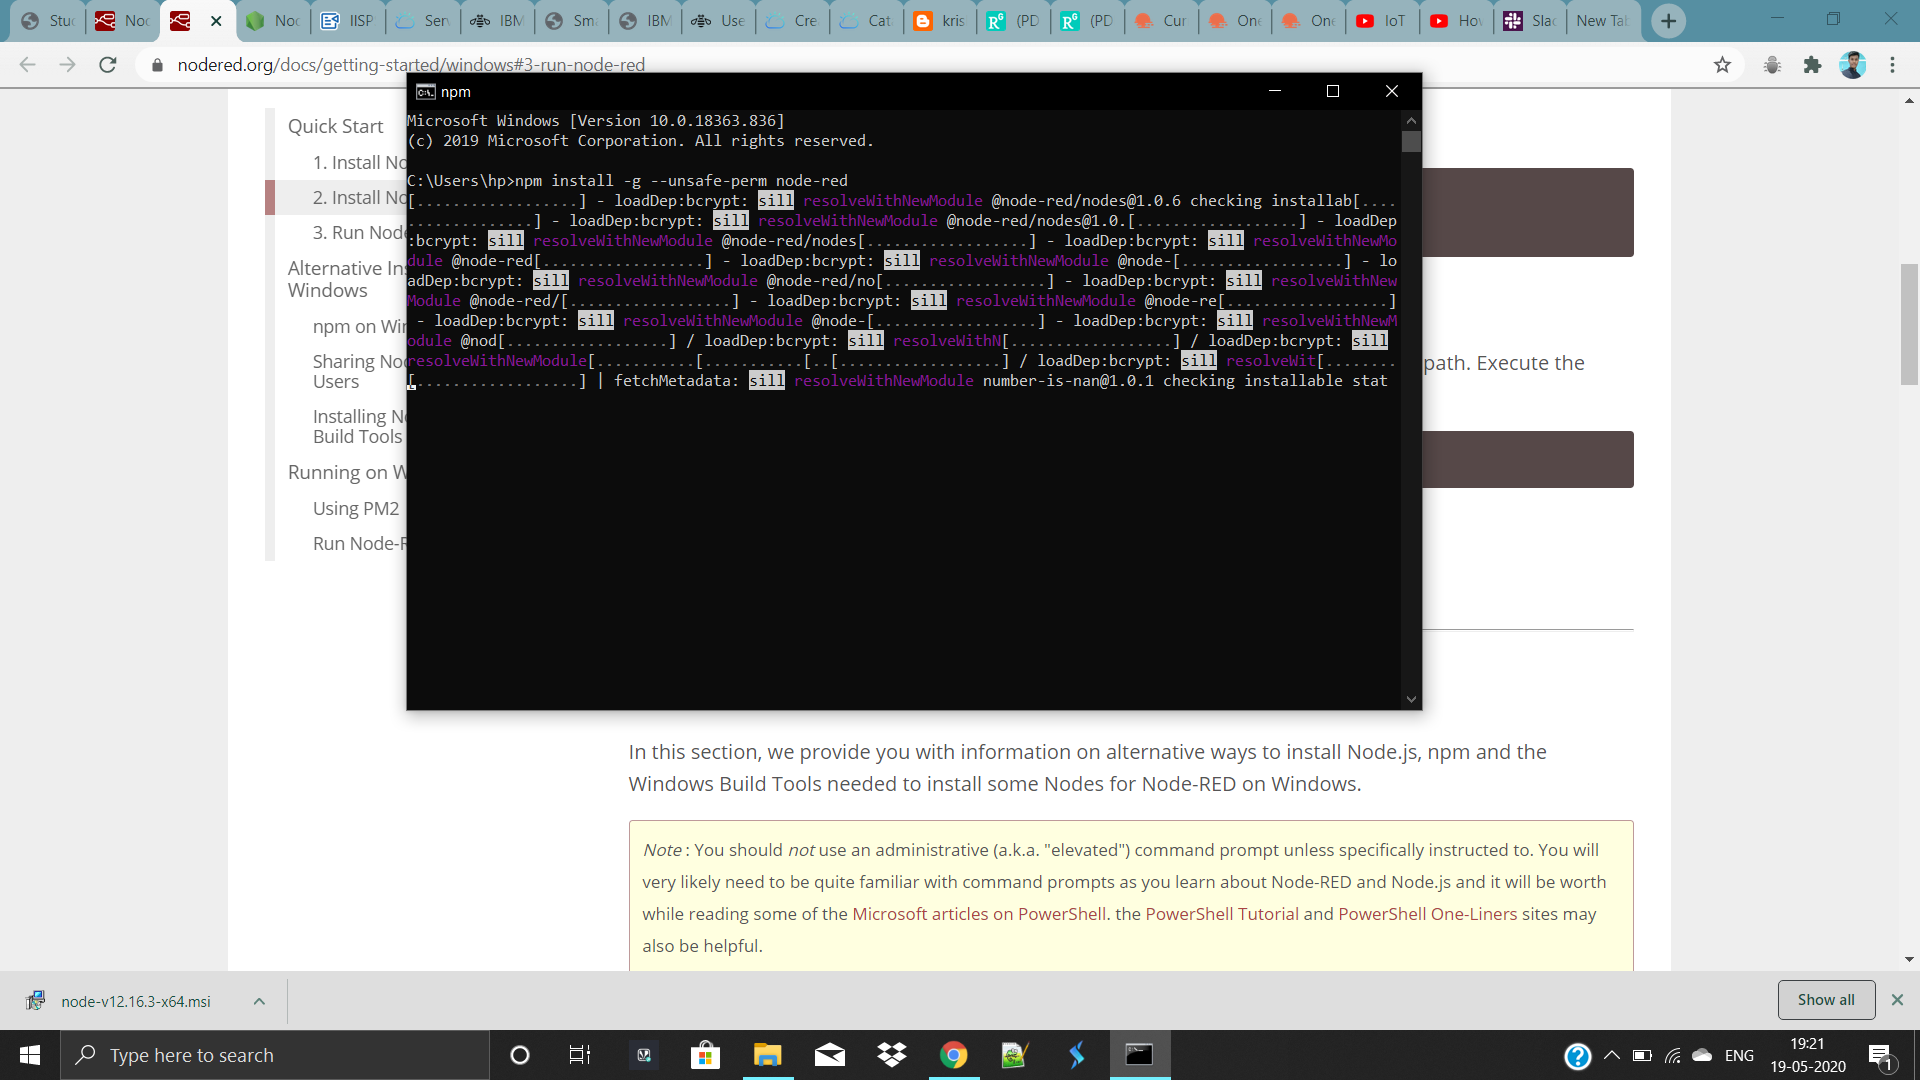 Stu
Noc
Noc
IISP
Serv
IBM
Sma
IBM
Use
Cre
Cata
kris
(PD
(PD
Cur
One
One
IoT
Hov
Slac
New Tab
nodered.org/docs/getting-started/windows#3-run-node-red
Quick Start
1. Install No
2. Install No
3. Run Node
Alternative Ins
Windows
npm on Win
Sharing Nod
Users
Installing No
Build Tools
Running on W
Using PM2
Run Node-R
npm
Microsoft Windows [Version 10.0.18363.836]
(c) 2019 Microsoft Corporation. All rights reserved.
C:\Users\hp>npm install -g --unsafe-perm node-red
[..................] - loadDep:bcrypt: sill resolveWithNewModule @node-red/nodes@1.0.6 checking installab[....
..............] - loadDep:bcrypt: sill resolveWithNewModule @node-red/nodes@1.0.[..................] - loadDep
:bcrypt: sill resolveWithNewModule @node-red/nodes[..................] - loadDep:bcrypt: sill resolveWithNewMo
dule @node-red[..................] - loadDep:bcrypt: sill resolveWithNewModule @node-[..................] - lo
adDep:bcrypt: sill resolveWithNewModule @node-red/no[..................] - loadDep:bcrypt: sill resolveWithNew
Module @node-red/[..................] - loadDep:bcrypt: sill resolveWithNewModule @node-re[..................]
- loadDep:bcrypt: sill resolveWithNewModule @node-[..................] - loadDep:bcrypt: sill resolveWithNewM
odule @nod[..................] / loadDep:bcrypt: sill resolveWithN[..................] / loadDep:bcrypt: sill
resolveWithNewModule[...........[...........[..[..................] / loadDep:bcrypt: sill resolveWit[........
[..................] | fetchMetadata: sill resolveWithNewModule number-is-nan@1.0.1 checking installable stat
path. Execute the
In this section, we provide you with information on alternative ways to install Node.js, npm and the
Windows Build Tools needed to install some Nodes for Node-RED on Windows.
Note : You should not use an administrative (a.k.a. "elevated") command prompt unless specifically instructed to. You will
very likely need to be quite familiar with command prompts as you learn about Node-RED and Node.js and it will be worth
while reading some of the Microsoft articles on PowerShell. the PowerShell Tutorial and PowerShell One-Liners sites may
also be helpful.
node-v12.16.3-x64.msi
Show all
Type here to search
ENG
19:21
19-05-2020
1